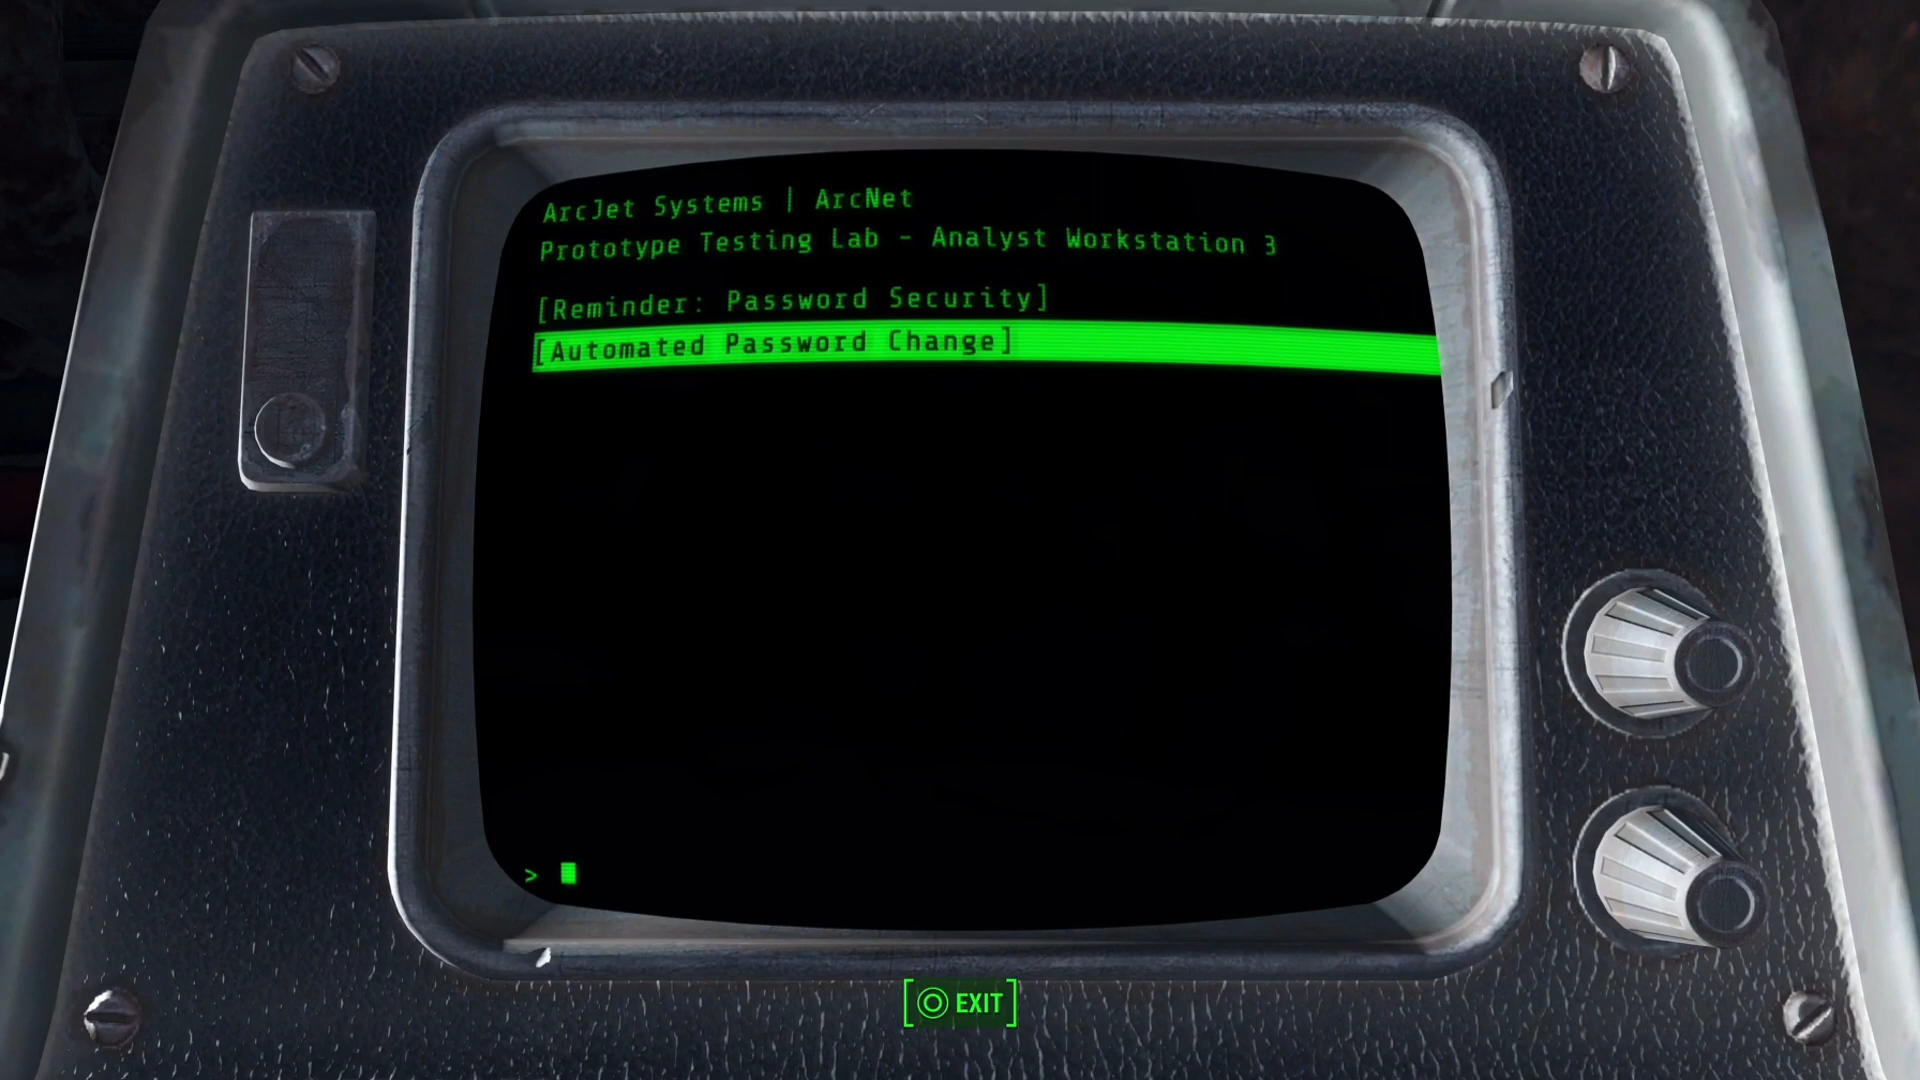 ArcJet Systems | ArcNet
Prototype Testing Lab - Analyst Workstation 3
[Reminder: Password Security]
[Automated Password Change]
>
[EXIT]